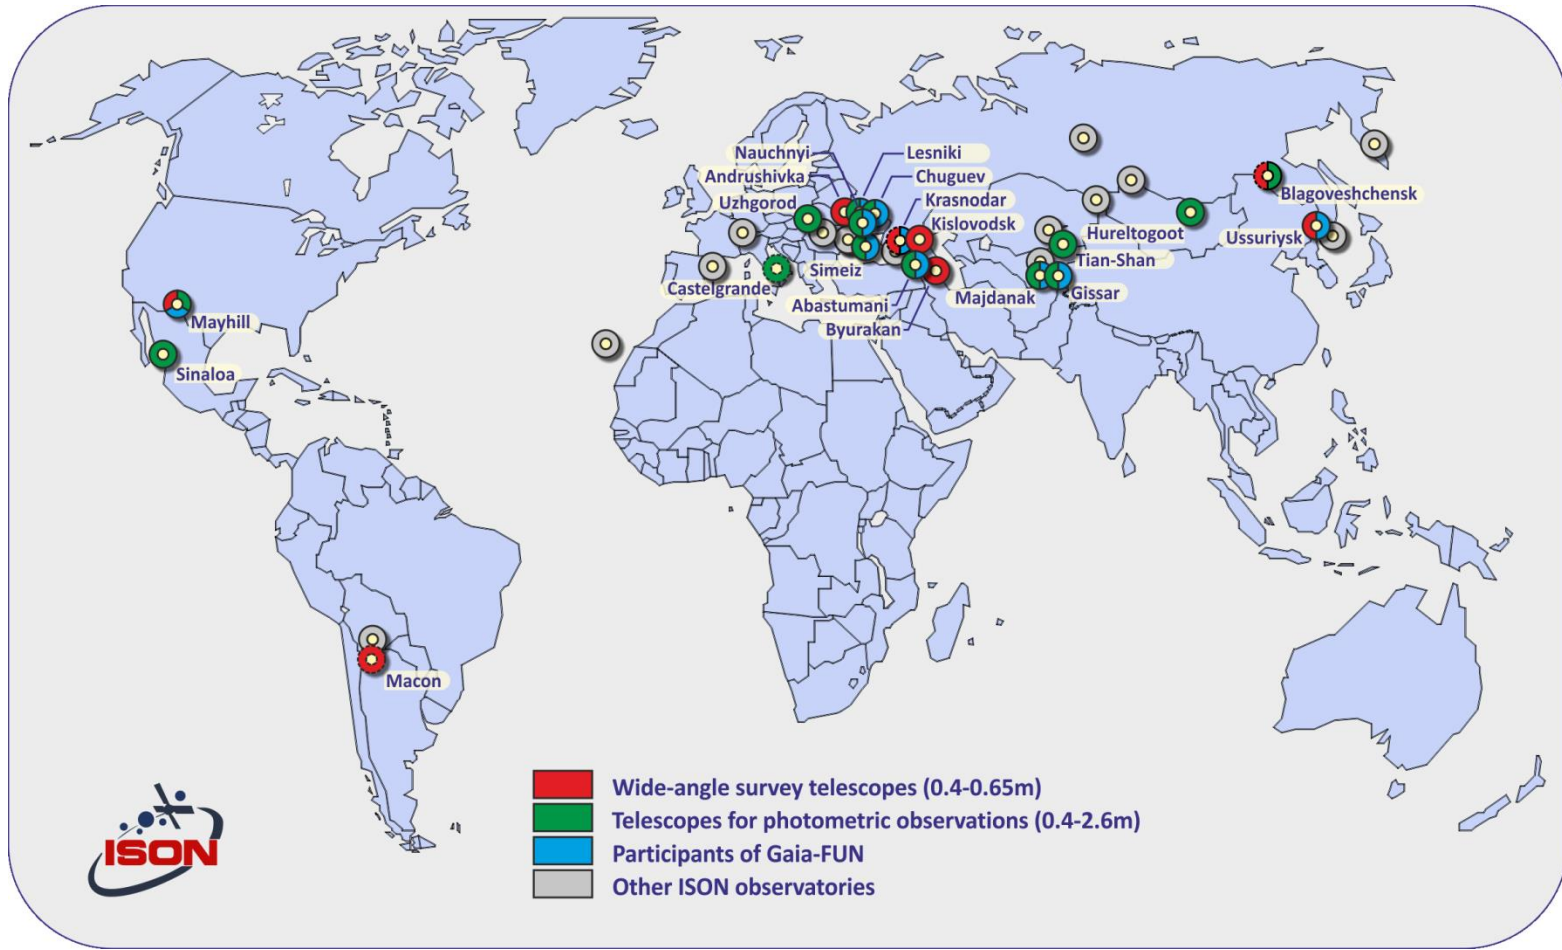 Nauchnyi
Lesniki
Andrushivka
Chuguev
Uzhgorod
Krasnodar
Kislovodsk
Blagoveshchensk
Hureltogoot
Ussuriysk
Tian-Shan
Simeiz
Castelgrande
Majdanak
Gissar
Abastumani
Byurakan
Mayhill
Sinaloa
Macon
Wide-angle survey telescopes (0.4-0.65m)
Telescopes for photometric observations (0.4-2.6m)
Participants of Gaia-FUN
Other ISON observatories
ISON